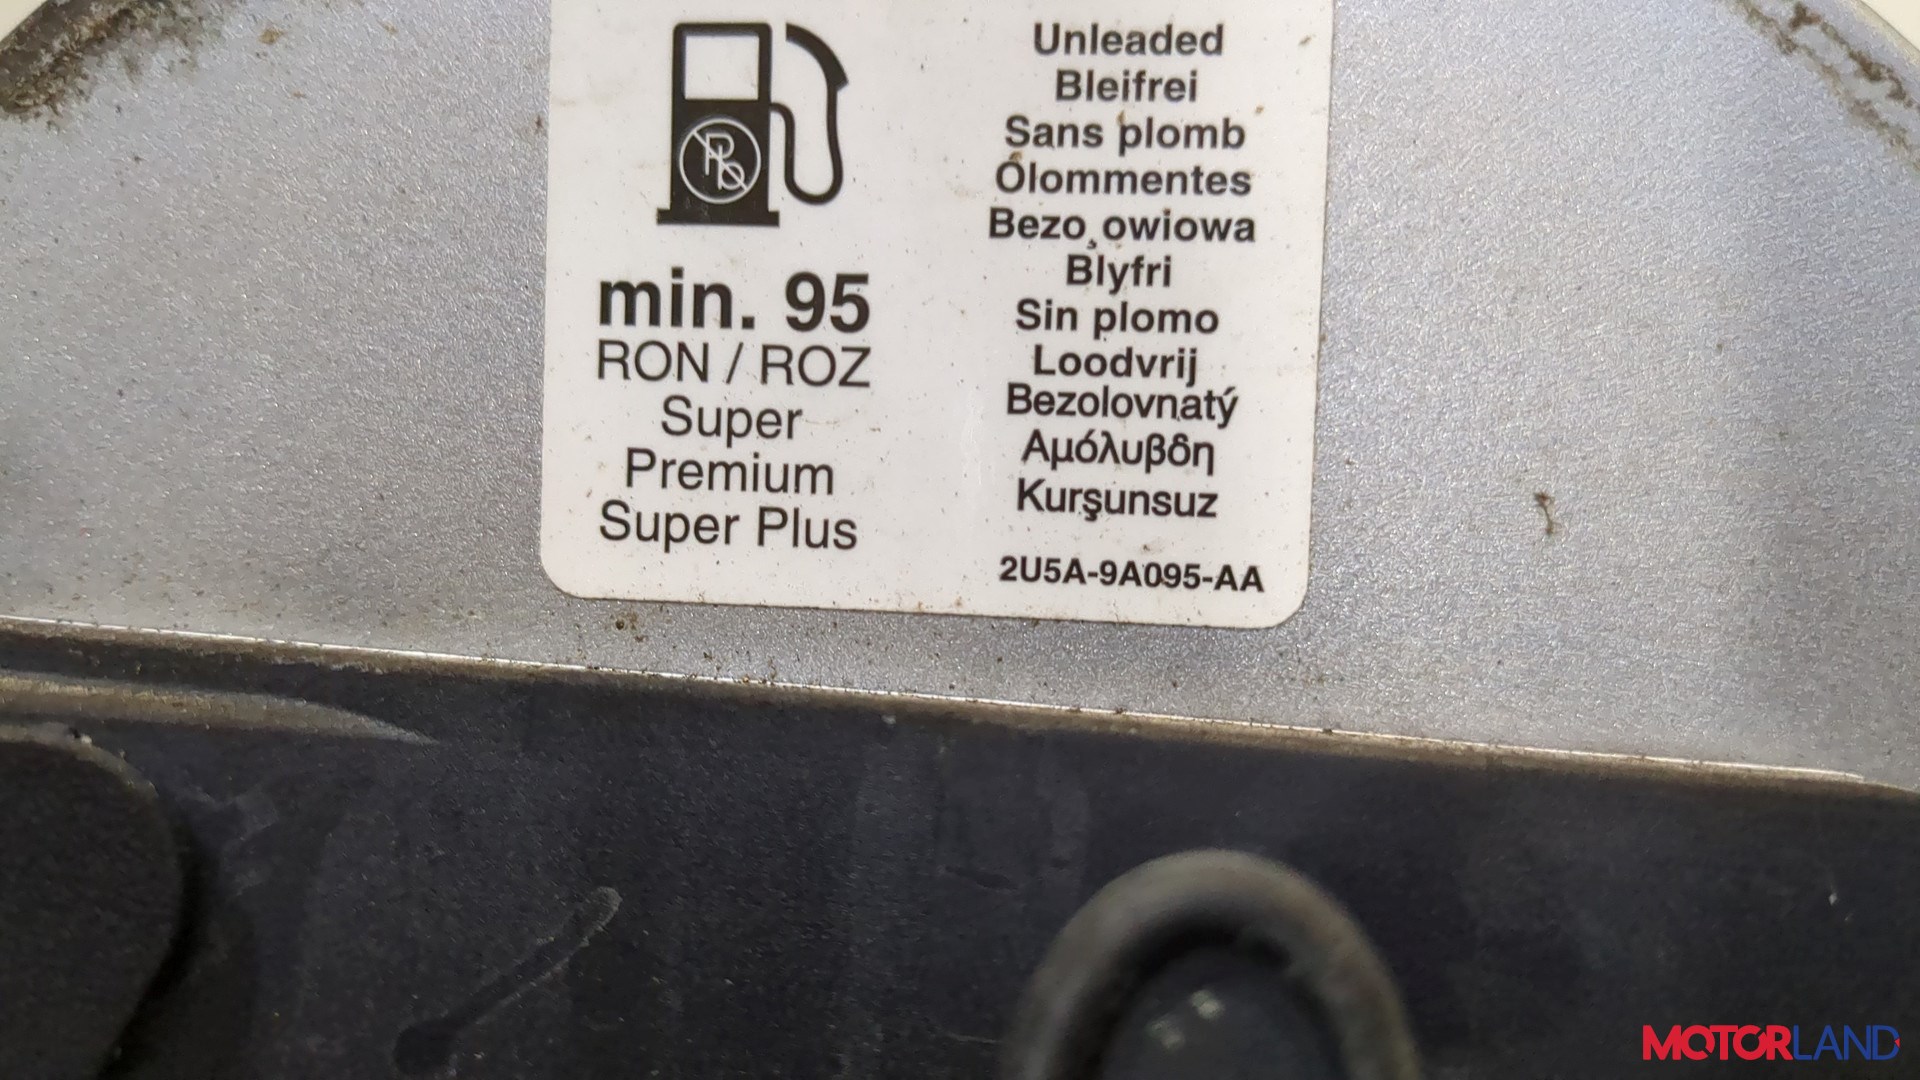 Pb
min. 95
RON / ROZ
Super
Premium
Super Plus
Unleaded
Bleifrei
Sans plomb
Ólommentes
Bezo¸owiowa
Blyfri
Sin plomo
Loodvrij
Bezolovnatý
Αμόλυβδη
Kurşunsuz
2U5A-9A095-AA
MOTORLAND